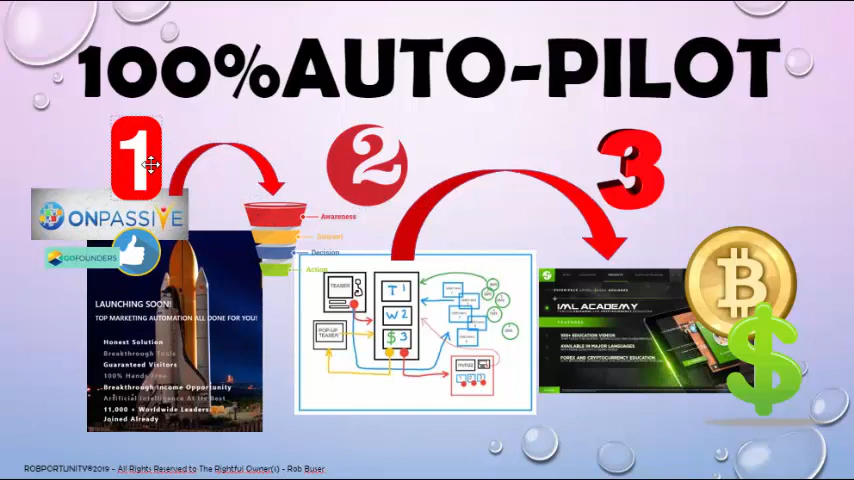 100%AUTO-PILOT
1
2
3
ONPASSIVE
GOFOUNDERS
LAUNCHING SOON!
TOP MARKETING AUTOMATION ALL DONE FOR YOU!
Honest Solution
Breakthrough Tools
Guaranteed Visitors
100% Hands
Breakthrough Income Opportunity
Artificial Intelligence At Its Best
11,000 + Worldwide Leaders
Joined Already
Awareness
Interest
Decision
Action
TEASER
POP-UP
TEASER
T 1
W 2
$ 3
IML ACADEMY
FEATURES
AVAILABLE IN MAJOR LANGUAGES
FOREX AND CRYPTOCURRENCY EDUCATION
B
$
ROBPORTUNITY©2019 - All Rights Reserved to The Rightful Owner(s) - Rob Buser